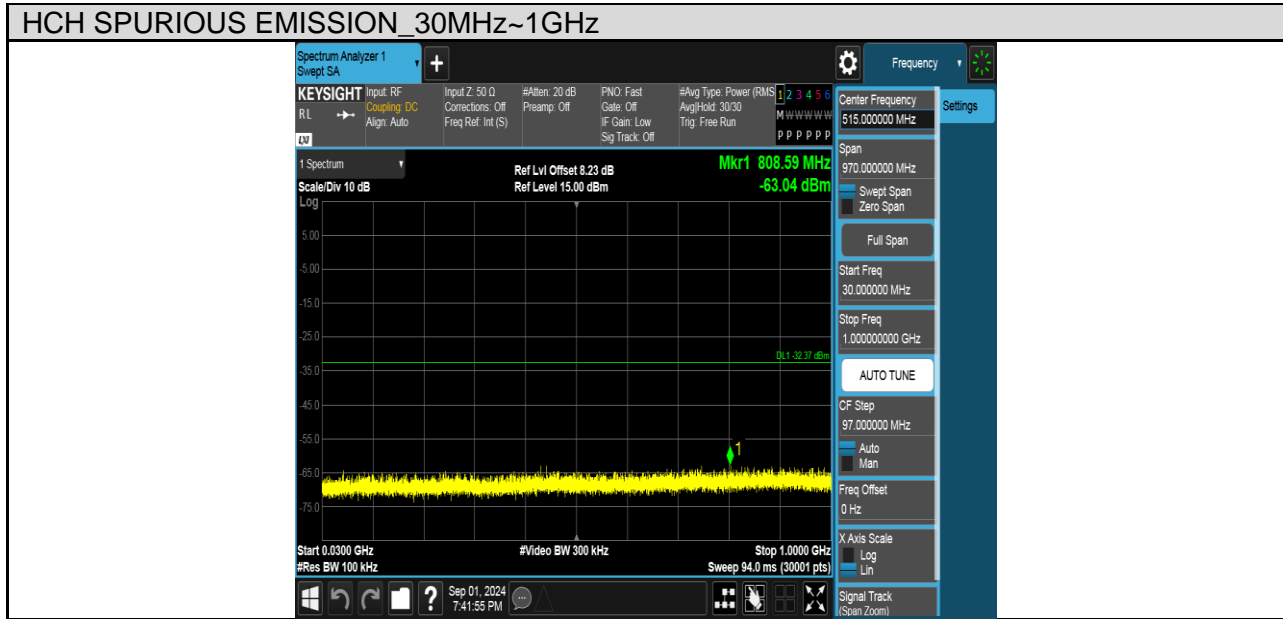 HCH SPURIOUS EMISSION_30MHz~1GHz
Spectrum Analyzer 1
Swept SA
+
Frequency
KEYSIGHT
RL
LXI
Input: RF
Coupling: DC
Align: Auto
Input Z: 50 Ω
Corrections: Off
Freq Ref: Int (S)
#Atten: 20 dB
Preamp: Off
PNO: Fast
Gate: Off
IF Gain: Low
Sig Track: Off
#Avg Type: Power (RMS
Avg|Hold: 30/30
Trig: Free Run
1 2 3 4 5 6
M W W W W W
P P P P P P
1 Spectrum
Scale/Div 10 dB
Log
Ref Lvl Offset 8.23 dB
Ref Level 15.00 dBm
Mkr1 808.59 MHz
-63.04 dBm
5.00
-5.00
-15.0
-25.0
DL1 -32.37 dBm
-35.0
-45.0
-55.0
1
-65.0
-75.0
Start 0.0300 GHz
#Res BW 100 kHz
#Video BW 300 kHz
Stop 1.0000 GHz
Sweep 94.0 ms (30001 pts)
Center Frequency
515.000000 MHz
Settings
Span
970.000000 MHz
Swept Span
Zero Span
Full Span
Start Freq
30.000000 MHz
Stop Freq
1.000000000 GHz
AUTO TUNE
CF Step
97.000000 MHz
Auto
Man
Freq Offset
0 Hz
X Axis Scale
Log
Lin
Signal Track
(Span Zoom)
?
Sep 01, 2024
7:41:55 PM